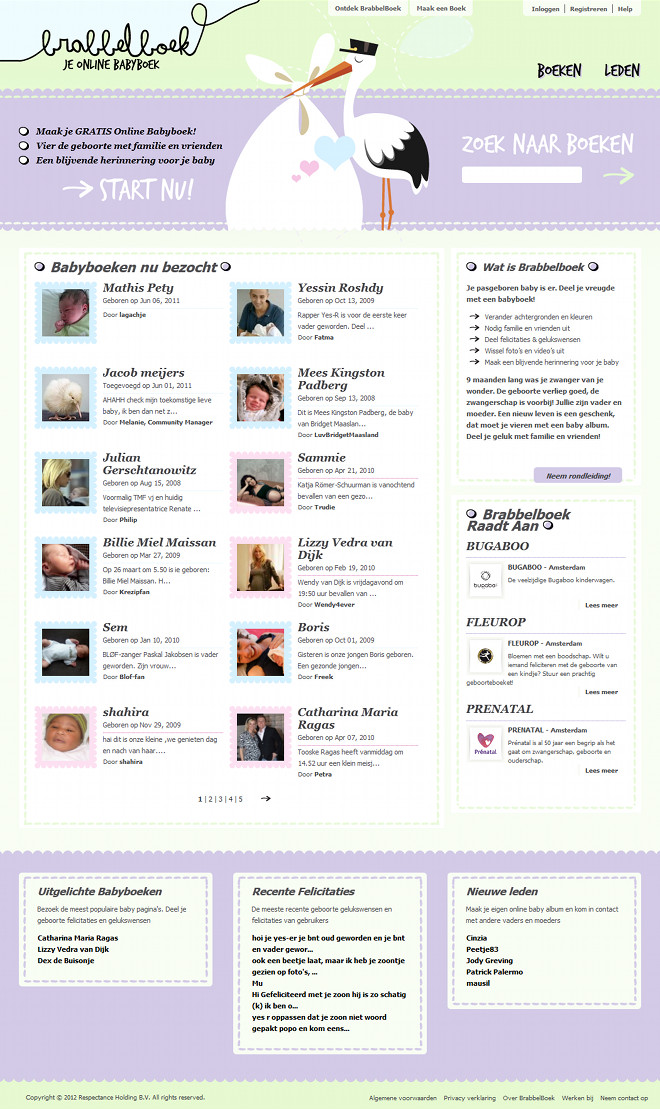 Ontdek BrabbelBoek
Maak een Boek
Inloggen | Registreren | Help
brabbelboek
JE ONLINE BABYBOEK
BOEKEN
LEDEN
Maak je GRATIS Online Babyboek!
Vier de geboorte met familie en vrienden
Een blijvende herinnering voor je baby
START NU!
ZOEK NAAR BOEKEN
Babyboeken nu bezocht
Mathis Pety
Geboren op Jun 06, 2011
Door lagachje
Yessin Roshdy
Geboren op Oct 13, 2009
Rapper Yes-R is voor de eerste keer
vader geworden. Deel ...
Door Fatma
Jacob meijers
Toegevoegd op Jun 01, 2011
AHAHH check mijn toekomstige lieve
baby, ik ben dan net z...
Door Melanie, Community Manager
Mees Kingston
Padberg
Geboren op Sep 13, 2008
Dit is Mees Kingston Padberg, de baby
van Bridget Maaslan...
Door LuvBridgetMaasland
Julian
Gerschtanowitz
Geboren op Aug 15, 2008
Voormalig TMF vj en huidig
televisiepresentatrice Renate ...
Door Philip
Sammie
Geboren op Apr 21, 2010
Katja Römer-Schuurman is vanochtend
bevallen van een gezo...
Door Trudie
Billie Miel Maissan
Geboren op Mar 27, 2009
Op 26 maart om 5.50 is ie geboren:
Billie Miel Maissan. H...
Door Krezipfan
Lizzy Vedra van
Dijk
Geboren op Feb 19, 2010
Wendy van Dijk is vrijdagavond om
19:50 uur bevallen van ...
Door Wendy4ever
Sem
Geboren op Jan 10, 2010
BLØF-zanger Paskal Jakobsen is vader
geworden. Zijn vrouw...
Door Blof-fan
Boris
Geboren op Oct 01, 2009
Gisteren is onze jongen Boris geboren.
Een gezonde jongen...
Door Freek
shahira
Geboren op Nov 29, 2009
hai dit is onze kleine ,we genieten dag
en nach van haar....
Door shahira
Catharina Maria
Ragas
Geboren op Apr 07, 2010
Tooske Ragas heeft vanmiddag om
14.52 uur een klein meisj...
Door Petra
1 | 2 | 3 | 4 | 5
Wat is Brabbelboek
Je pasgeboren baby is er. Deel je vreugde
met een babyboek!
Verander achtergronden en kleuren
Nodig familie en vrienden uit
Deel felicitaties & gelukswensen
Wissel foto's en video's uit
Maak een blijvende herinnering voor je baby
9 maanden lang was je zwanger van je
wonder. De geboorte verliep goed, de
zwangerschap is voorbij! Jullie zijn vader en
moeder. Een nieuw leven is een geschenk,
dat moet je vieren met een baby album.
Deel je geluk met familie en vrienden!
Neem rondleiding!
Brabbelboek
Raadt Aan
BUGABOO
bugaboo
BUGABOO - Amsterdam
De veelzijdige Bugaboo kinderwagen.
Lees meer
FLEUROP
FLEUROP - Amsterdam
Bloemen met een boodschap. Wilt u
iemand feliciteren met de geboorte van
een kindje? Stuur een prachtig
geboorteboeket!
Lees meer
PRENATAL
Prénatal
PRENATAL - Amsterdam
Prénatal is al 50 jaar een begrip als het
gaat om zwangerschap, geboorte en
ouderschap.
Lees meer
Uitgelichte Babyboeken
Bezoek de meest populaire baby pagina's. Deel je
geboorte felicitaties en gelukswensen
Catharina Maria Ragas
Lizzy Vedra van Dijk
Dex de Buisonje
Recente Felicitaties
De meeste recente geboorte gelukswensen en
felicitaties van gebruikers
hoi je yes-er je bnt oud geworden en je bnt
en vader gewor...
ook een beetje laat, maar ik heb je zoontje
gezien op foto's, ...
Mu
Hi Gefeliciteerd met je zoon hij is zo schatig
(k) ik ben o...
yes r oppassen dat je zoon niet woord
gepakt popo en kom eens...
Nieuwe leden
Maak je eigen online baby album en kom in contact
met andere vaders en moeders
Cinzia
Peetje83
Jody Greving
Patrick Palermo
mausil
Copyright © 2012 Respectance Holding B.V. All rights reserved.
Algemene voorwaarden Privacy verklaring Over BrabbelBoek Werken bij Neem contact op